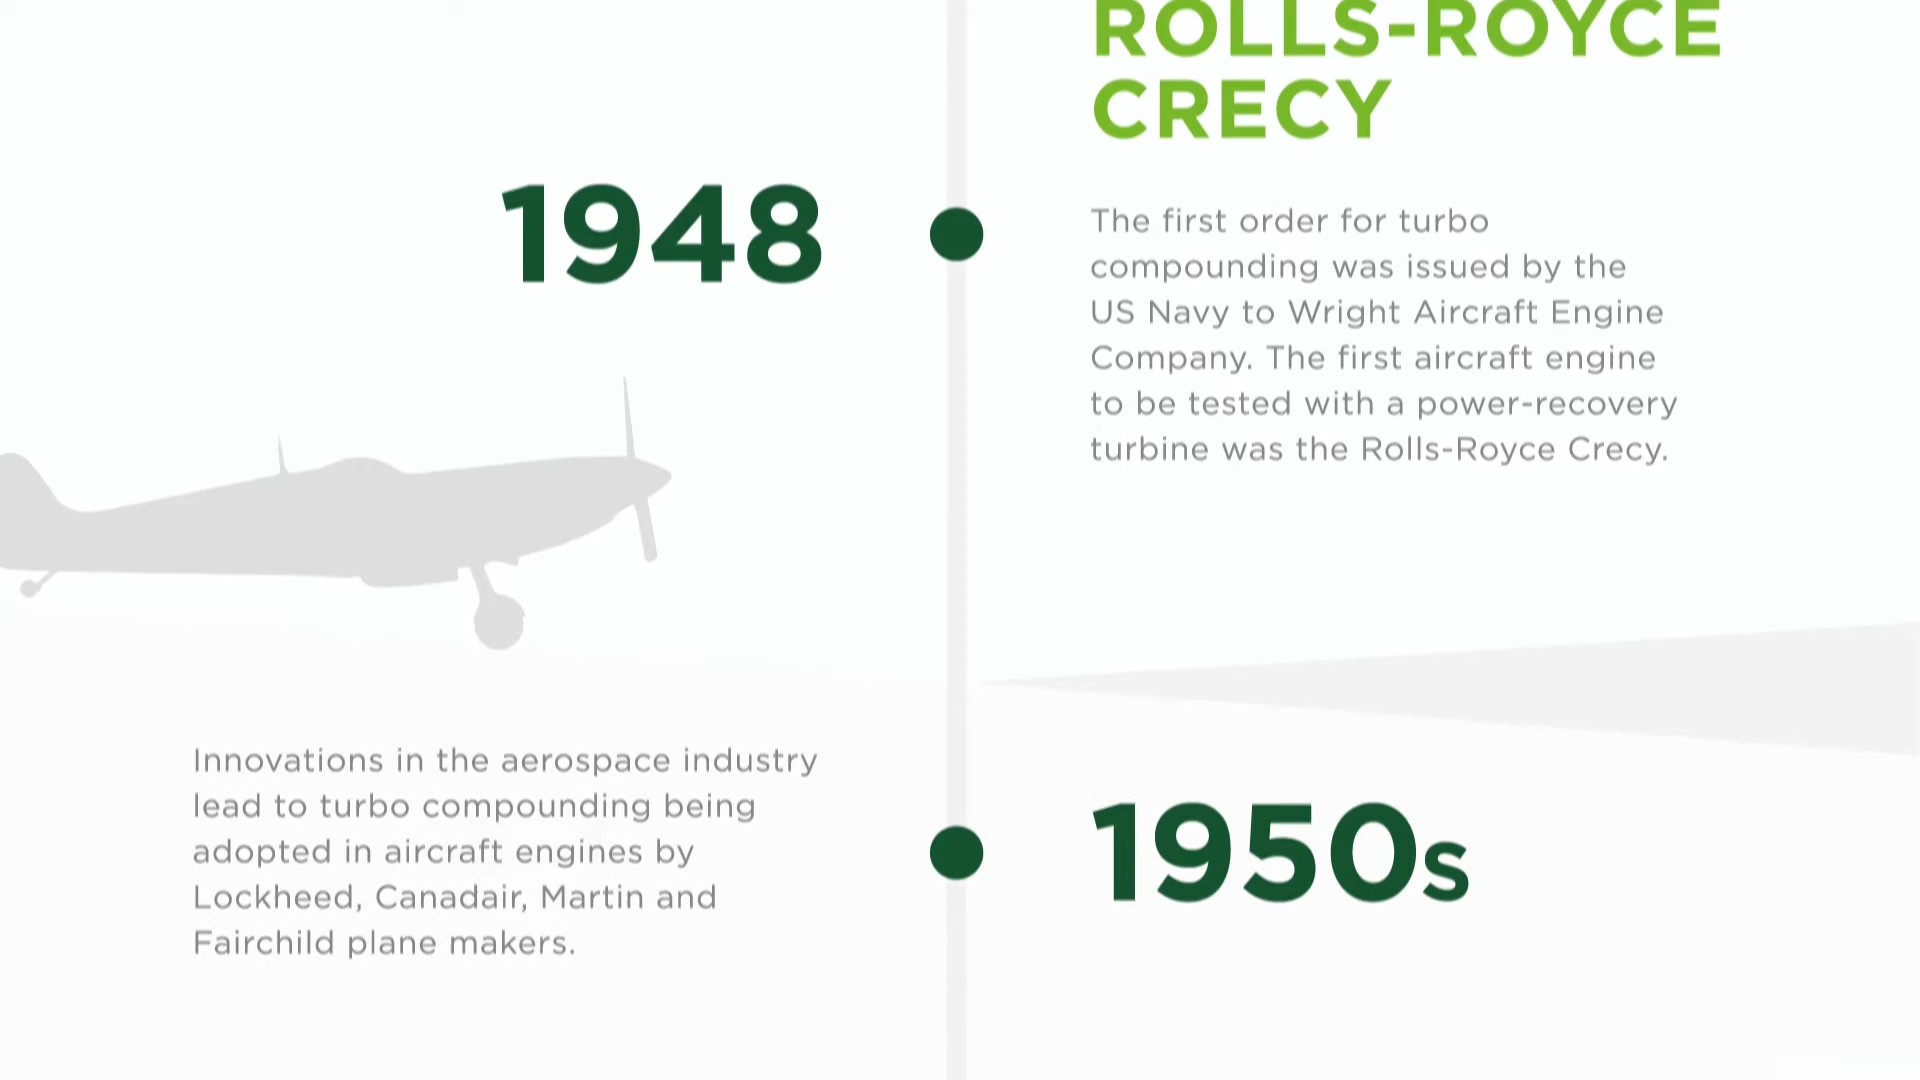 ROLLS-ROYCE
CRECY
1948
The first order for turbo
compounding was issued by the
US Navy to Wright Aircraft Engine
Company. The first aircraft engine
to be tested with a power-recovery
turbine was the Rolls-Royce Crecy.
Innovations in the aerospace industry
lead to turbo compounding being
adopted in aircraft engines by
Lockheed, Canadair, Martin and
Fairchild plane makers.
1950s